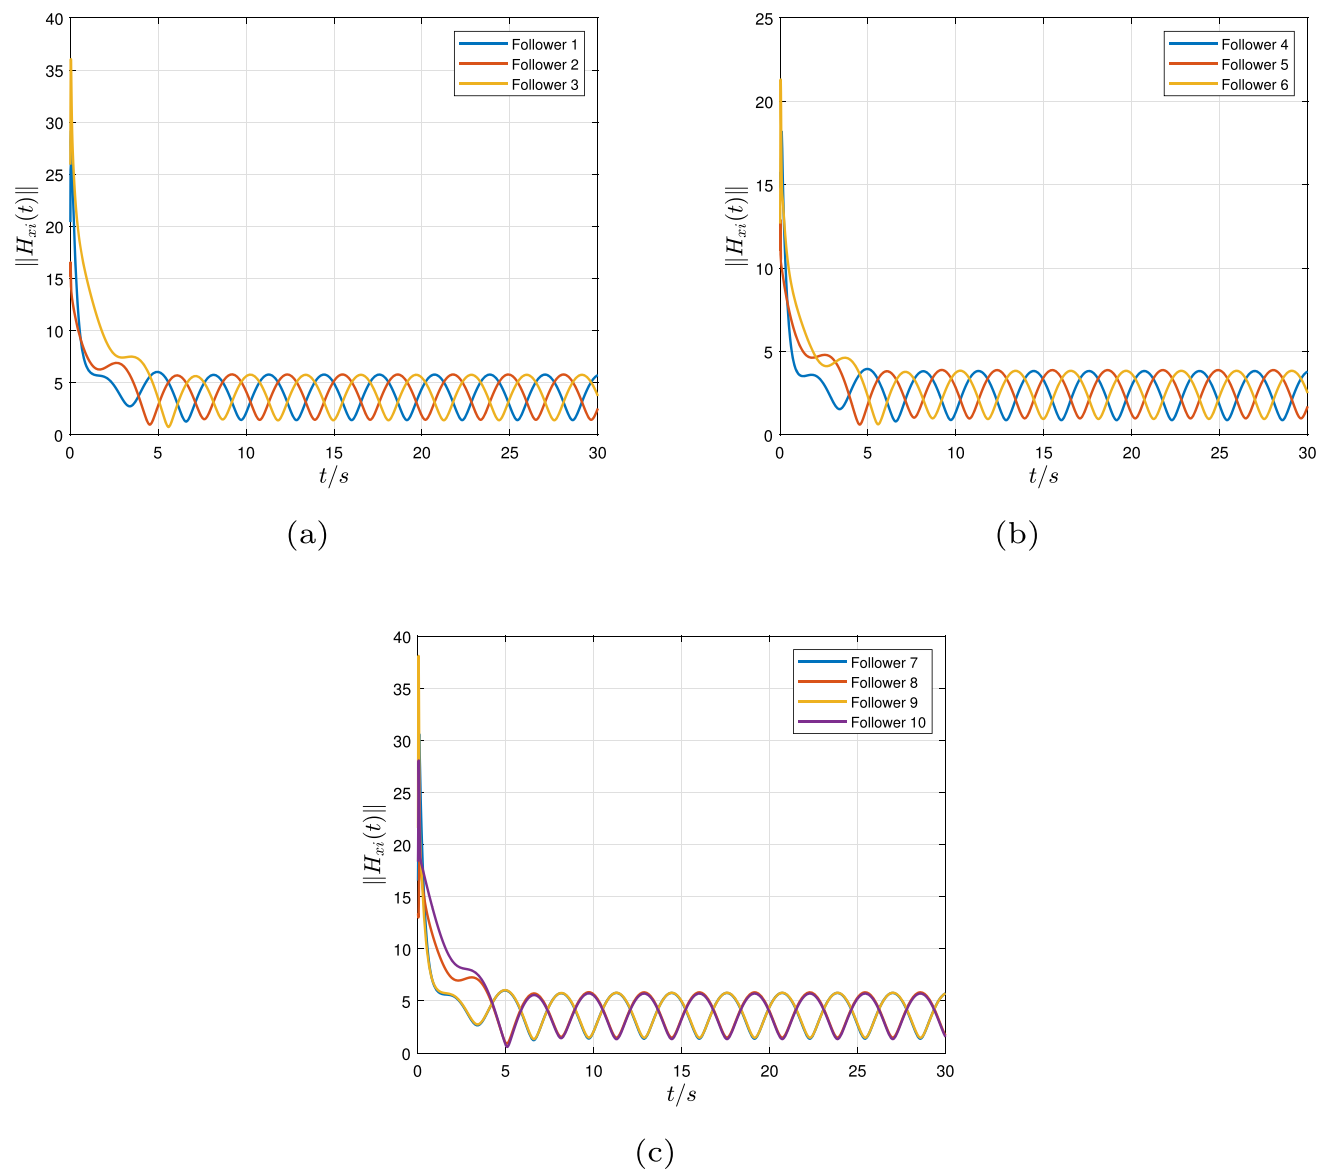 40
35
30
25
20
15
10
5
0
||H_{xi}(t)||
0 5 10 15 20 25 30
t/s
Follower 1
Follower 2
Follower 3
(a)
25
20
15
10
5
0
||H_{xi}(t)||
0 5 10 15 20 25 30
t/s
Follower 4
Follower 5
Follower 6
(b)
40
35
30
25
20
15
10
5
0
||H_{xi}(t)||
0 5 10 15 20 25 30
t/s
Follower 7
Follower 8
Follower 9
Follower 10
(c)